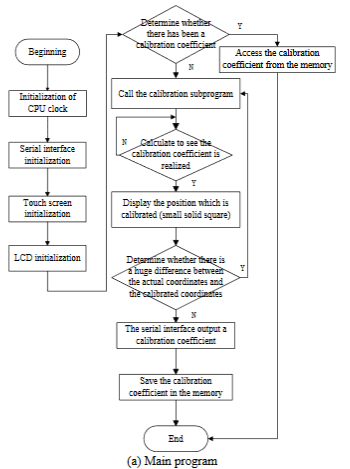 Beginning
Initialization of
CPU clock
Serial interface
initialization
Touch screen
initialization
LCD initialization
Determine whether
there has been a
calibration coefficient
Y
Access the calibration
coefficient from the memory
N
Call the calibration subprogram
N
Calculate to see the
calibration coefficient is
realized
Y
Display the position which is
calibrated (small solid square)
Determine whether there is
a huge difference between
the actual coordinates and
the calibrated coordinates
Y
N
The serial interface output a
calibration coefficient
Save the calibration
coefficient in the memory
End
(a) Main program